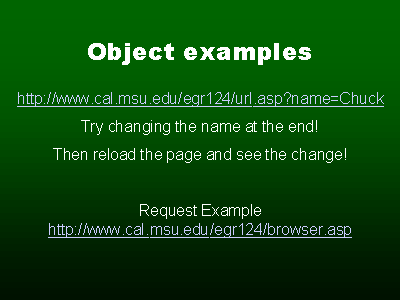 Object examples
http://www.cal.msu.edu/egr124/url.asp?name=Chuck
Try changing the name at the end!
Then reload the page and see the change!
Request Example
http://www.cal.msu.edu/egr124/browser.asp